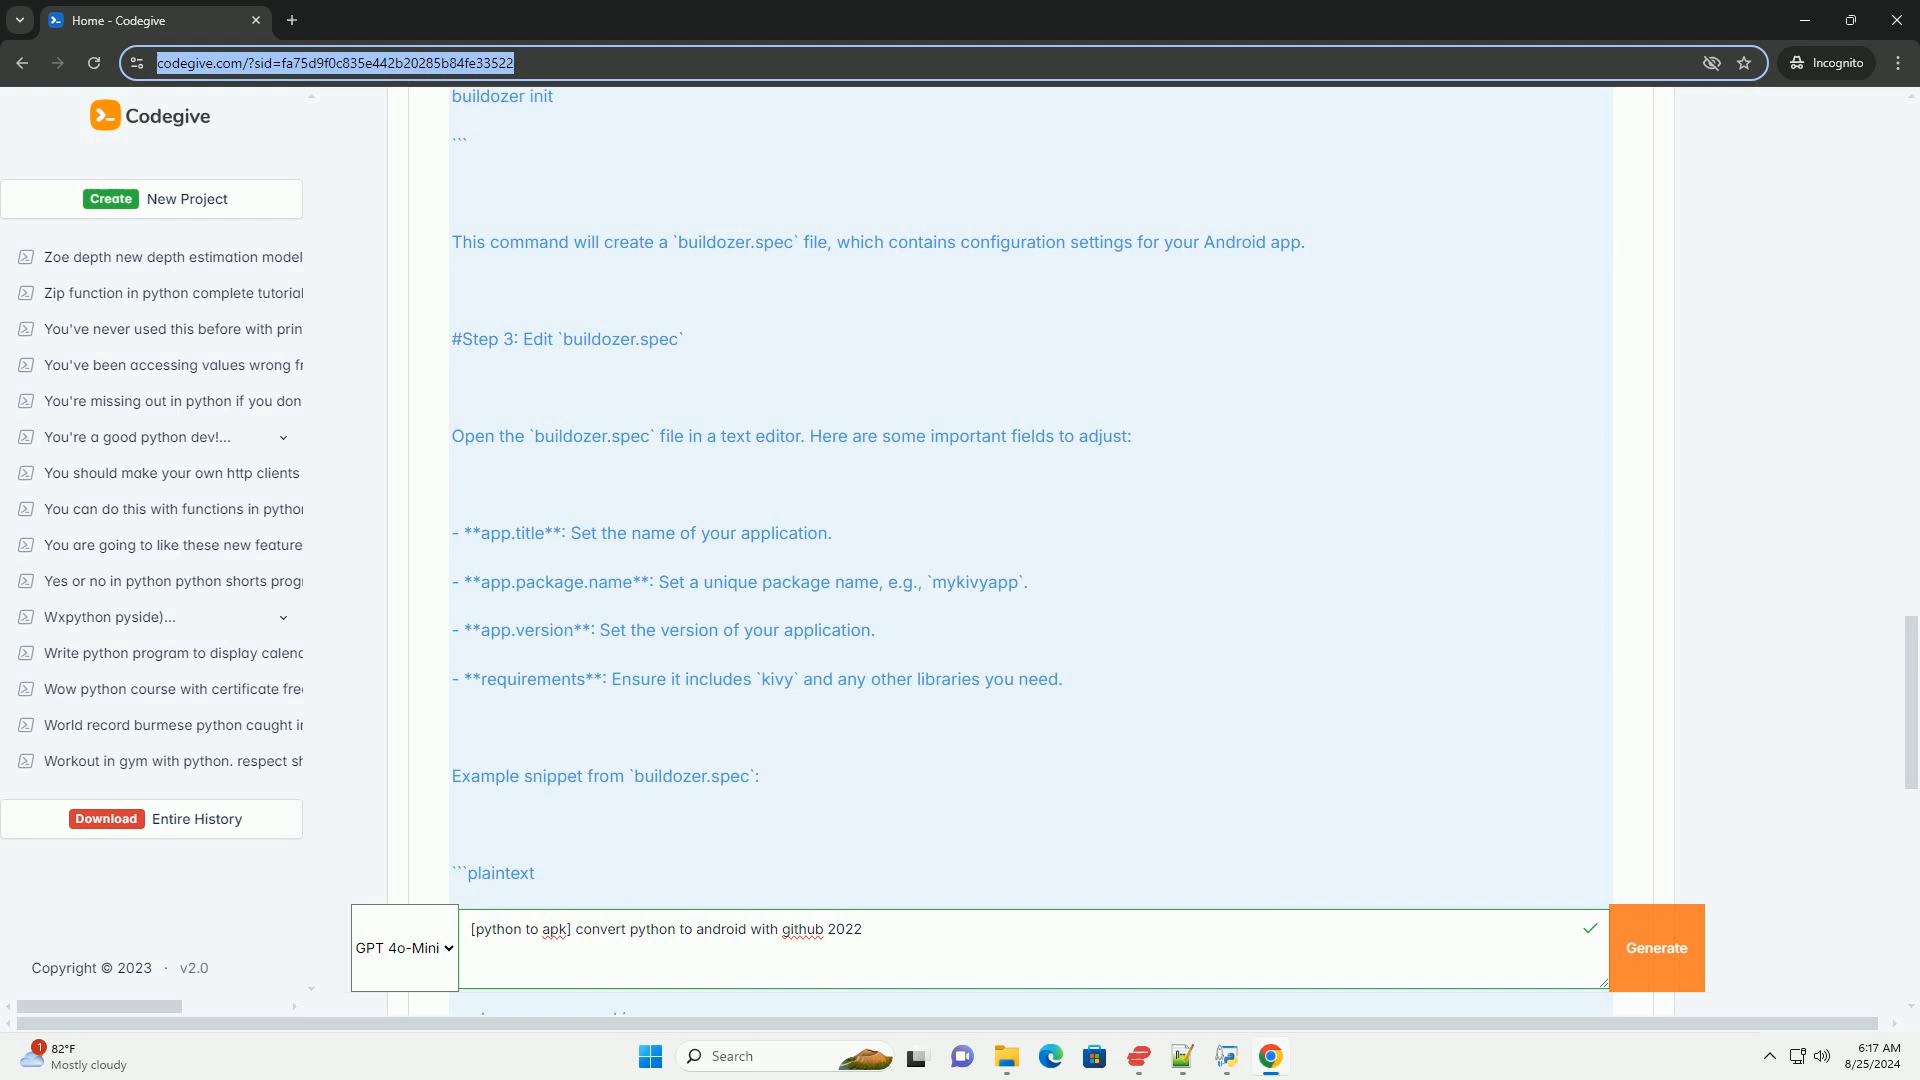 Home - Codegive
codegive.com/?sid=fa75d9f0c835e442b20285b84fe33522
Incognito
Codegive
Create New Project
Zoe depth new depth estimation model
Zip function in python complete tutorial
You've never used this before with prin
You've been accessing values wrong fr
You're missing out in python if you don
You're a good python dev!...
You should make your own http clients
You can do this with functions in python
You are going to like these new feature
Yes or no in python python shorts progr
Wxpython pyside)...
Write python program to display calend
Wow python course with certificate free
World record burmese python caught in
Workout in gym with python. respect sh
Download Entire History
Copyright © 2023 · v2.0
buildozer init
```
This command will create a `buildozer.spec` file, which contains configuration settings for your Android app.
#Step 3: Edit `buildozer.spec`
Open the `buildozer.spec` file in a text editor. Here are some important fields to adjust:
- **app.title**: Set the name of your application.
- **app.package.name**: Set a unique package name, e.g., `mykivyapp`.
- **app.version**: Set the version of your application.
- **requirements**: Ensure it includes `kivy` and any other libraries you need.
Example snippet from `buildozer.spec`:
```plaintext
GPT 4o-Mini
[python to apk] convert python to android with github 2022
Generate
1
82°F
Mostly cloudy
Search
6:17 AM
8/25/2024